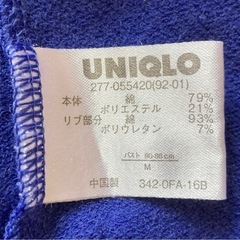 UNIQLO
277-055420(92-01)
本体 綿 79%
ポリエステル 21%
リブ部分 綿 93%
ポリウレタン 7%
バスト 80-86cm
M
中国製 342-0FA-16B